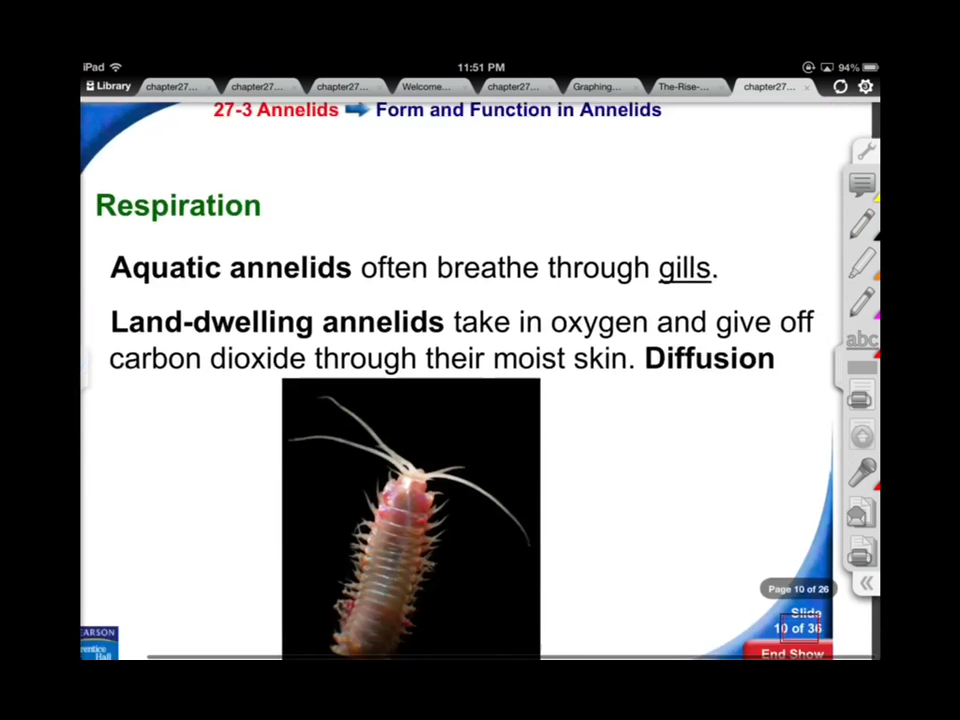 iPad
11:51 PM
94%
Library
chapter27...
chapter27...
chapter27...
Welcome...
chapter27...
Graphing...
The-Rise-...
chapter27...
27-3 Annelids Form and Function in Annelids
Respiration
Aquatic annelids often breathe through gills.
Land-dwelling annelids take in oxygen and give off
carbon dioxide through their moist skin. Diffusion
abc
Page 10 of 26
Slide
10 of 36
End Show
EARSON
rentice
Hall